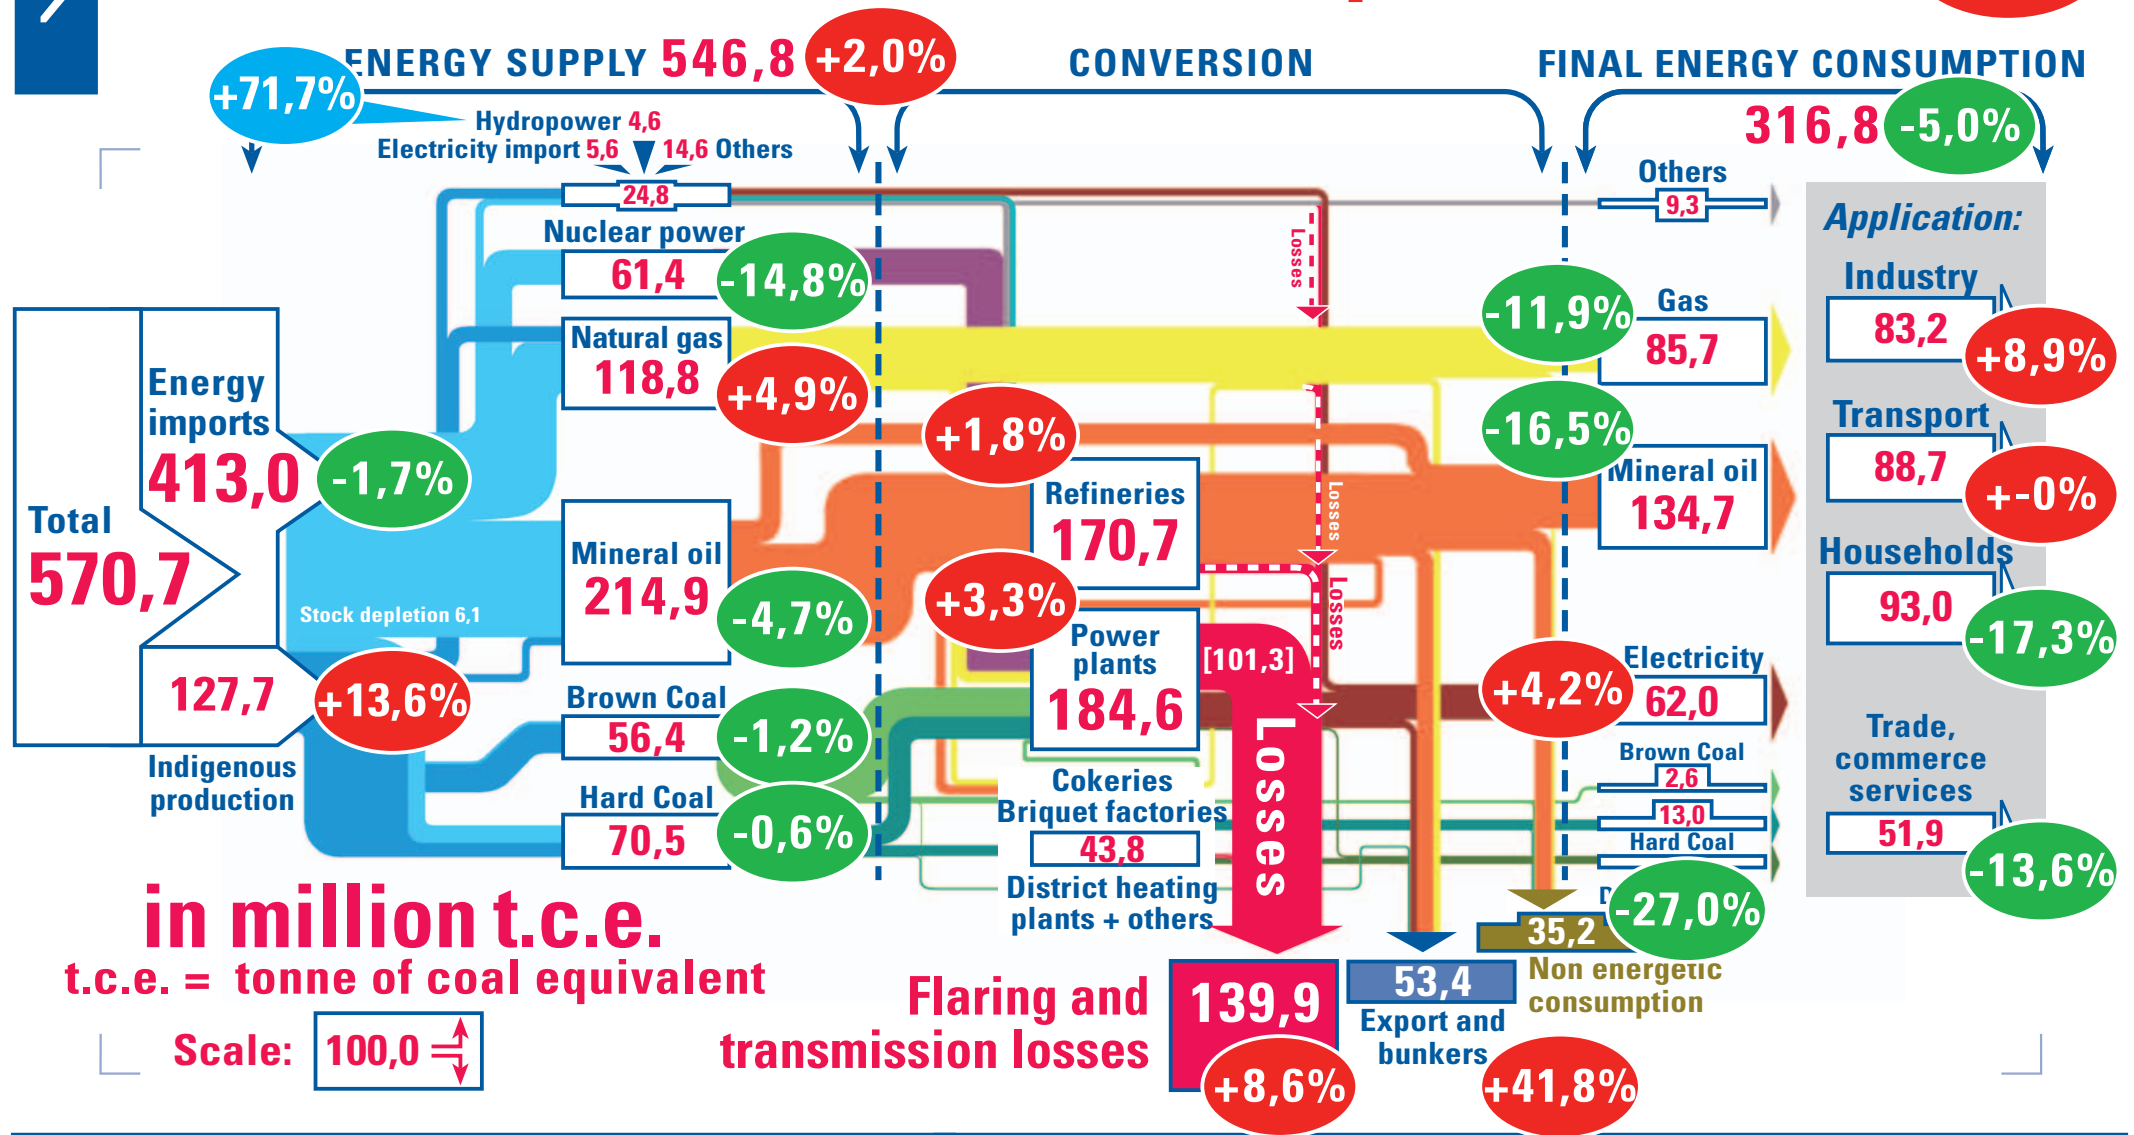 ENERGY SUPPLY 546,8 +2,0%
CONVERSION
FINAL ENERGY CONSUMPTION
316,8 -5,0%
+71,7%
Hydropower 4,6
Electricity import 5,6 14,6 Others
24,8
Nuclear power
61,4 -14,8%
Natural gas
118,8 +4,9%
Total
570,7
Energy
imports
413,0 -1,7%
Stock depletion 6,1
127,7 +13,6%
Indigenous
production
Mineral oil
214,9 -4,7%
Brown Coal
56,4 -1,2%
Hard Coal
70,5 -0,6%
+1,8%
Refineries
170,7
+3,3%
Power
plants
184,6
[101,3]
Cokeries
Briquet factories
43,8
District heating
plants + others
Losses
Losses
Losses
Losses
Others
9,3
-11,9%
Gas
85,7
-16,5%
Mineral oil
134,7
+4,2%
Electricity
62,0
Brown Coal
2,6
13,0
Hard Coal
D
-27,0%
35,2
Non energetic
consumption
Application:
Industry
83,2 +8,9%
Transport
88,7 +-0%
Households
93,0 -17,3%
Trade,
commerce
services
51,9 -13,6%
in million t.c.e.
t.c.e. = tonne of coal equivalent
Scale: 100,0
Flaring and
transmission losses
139,9
+8,6%
53,4
Export and
bunkers
+41,8%